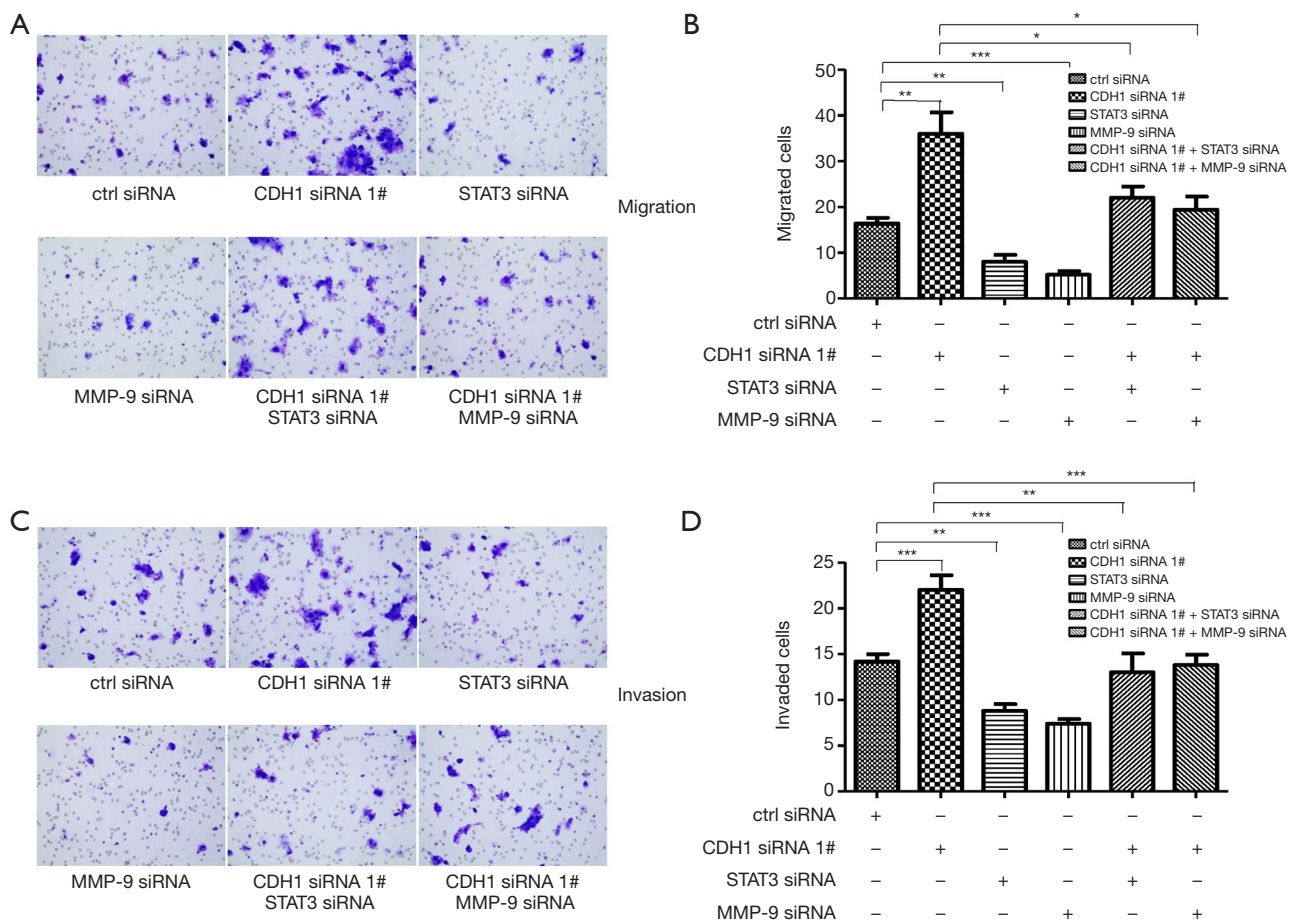 A
ctrl siRNA
CDH1 siRNA 1#
STAT3 siRNA
Migration
MMP-9 siRNA
CDH1 siRNA 1#
STAT3 siRNA
CDH1 siRNA 1#
MMP-9 siRNA
B
*
*
***
**
**
ctrl siRNA
CDH1 siRNA 1#
STAT3 siRNA
MMP-9 siRNA
CDH1 siRNA 1# + STAT3 siRNA
CDH1 siRNA 1# + MMP-9 siRNA
Migrated cells
50
40
30
20
10
0
ctrl siRNA + – – – – –
CDH1 siRNA 1# – + – – + +
STAT3 siRNA – – + – + –
MMP-9 siRNA – – – + – +
C
ctrl siRNA
CDH1 siRNA 1#
STAT3 siRNA
Invasion
MMP-9 siRNA
CDH1 siRNA 1#
STAT3 siRNA
CDH1 siRNA 1#
MMP-9 siRNA
D
***
**
***
**
***
ctrl siRNA
CDH1 siRNA 1#
STAT3 siRNA
MMP-9 siRNA
CDH1 siRNA 1# + STAT3 siRNA
CDH1 siRNA 1# + MMP-9 siRNA
Invaded cells
25
20
15
10
5
0
ctrl siRNA + – – – – –
CDH1 siRNA 1# – + – – + +
STAT3 siRNA – – + – + –
MMP-9 siRNA – – – + – +